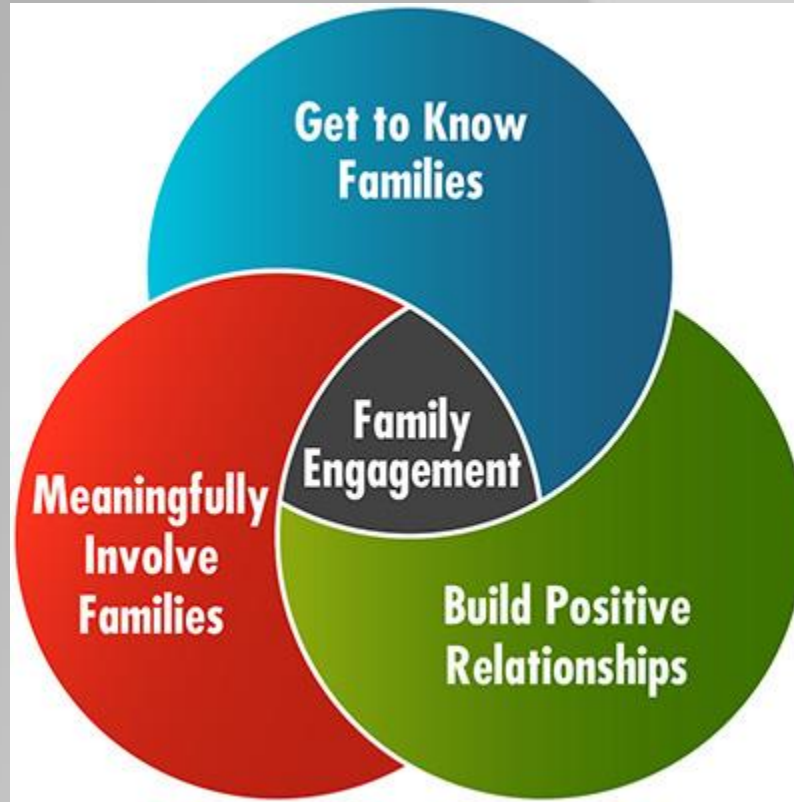 Get to Know
Families
Family
Engagement
Meaningfully
Involve
Families
Build Positive
Relationships